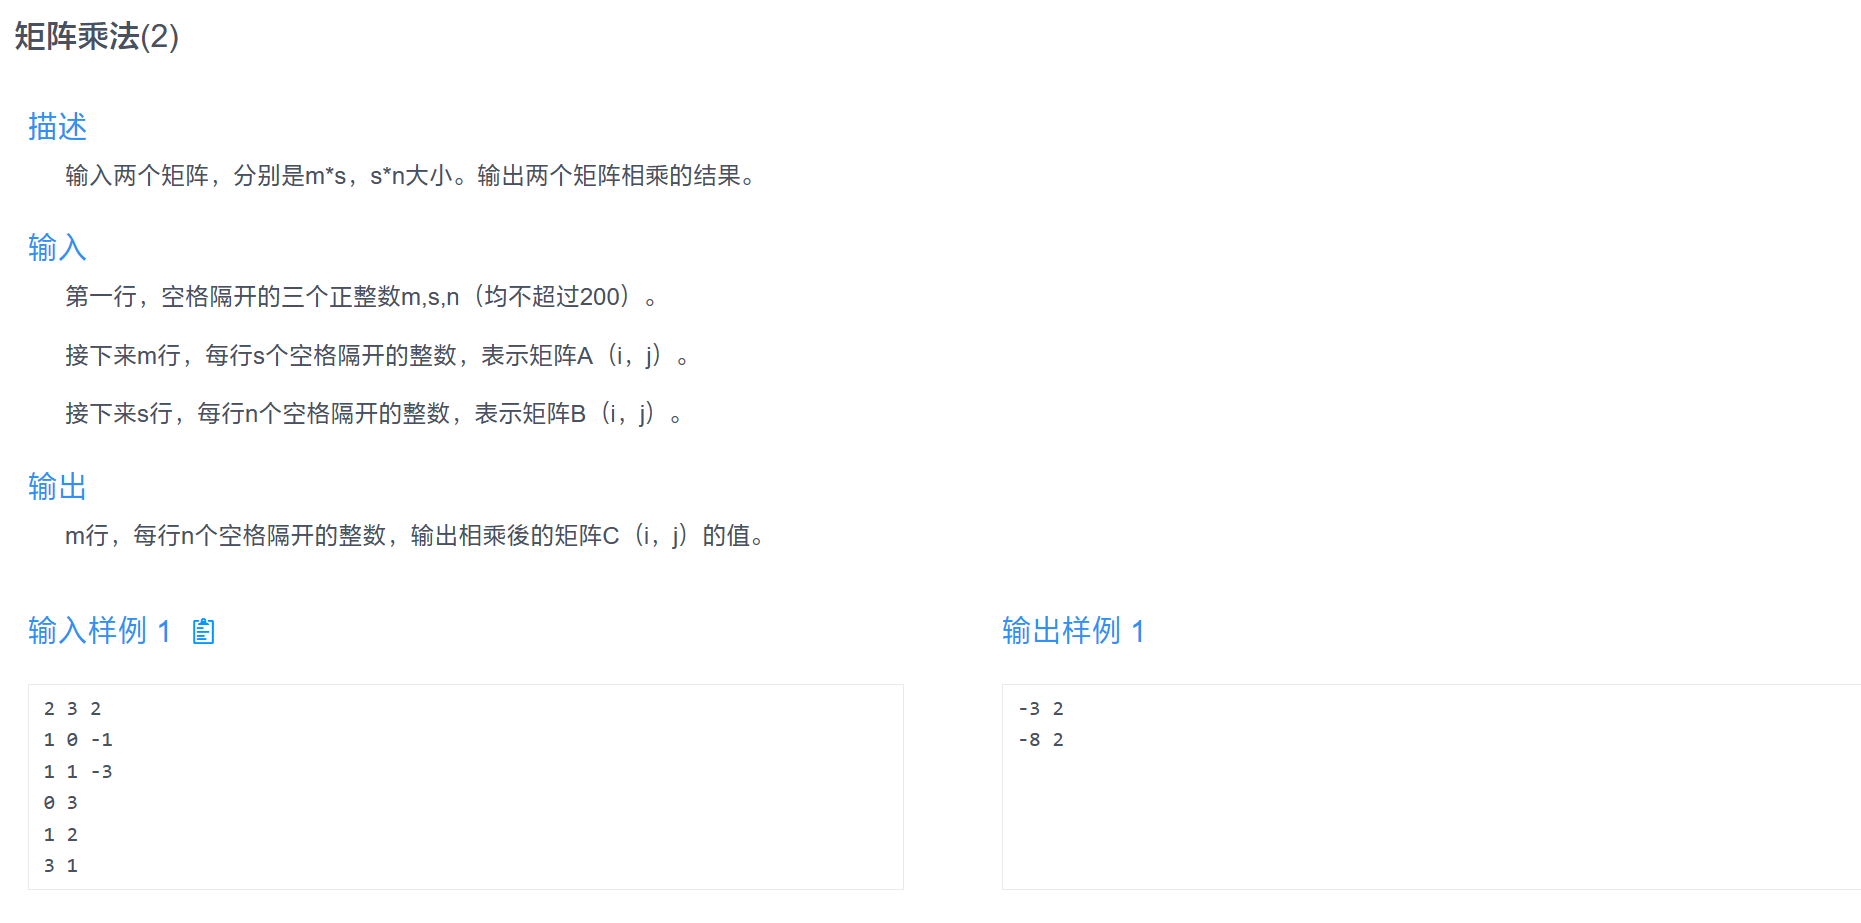 矩阵乘法(2)
描述
输入两个矩阵，分别是m*s，s*n大小。输出两个矩阵相乘的结果。
输入
第一行，空格隔开的三个正整数m,s,n（均不超过200）。
接下来m行，每行s个空格隔开的整数，表示矩阵A（i，j）。
接下来s行，每行n个空格隔开的整数，表示矩阵B（i，j）。
输出
m行，每行n个空格隔开的整数，输出相乘後的矩阵C（i，j）的值。
输入样例 1
2 3 2
1 0 -1
1 1 -3
0 3
1 2
3 1
输出样例 1
-3 2
-8 2